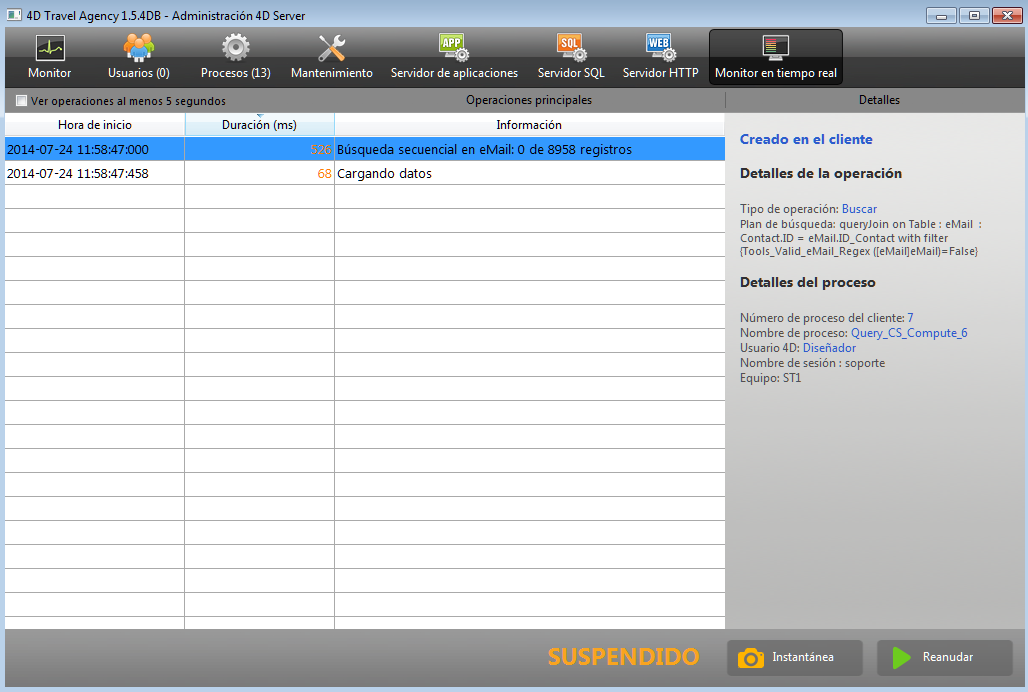 4D Travel Agency 1.5.4DB - Administración 4D Server
Monitor
Usuarios (0)
Procesos (13)
Mantenimiento
APP
Servidor de aplicaciones
SQL
Servidor SQL
WEB
Servidor HTTP
Monitor en tiempo real
Ver operaciones al menos 5 segundos
Operaciones principales
Detalles
Hora de inicio
Duración (ms)
Información
2014-07-24 11:58:47:000 526 Búsqueda secuencial en eMail: 0 de 8958 registros
2014-07-24 11:58:47:458 68 Cargando datos
Creado en el cliente
Detalles de la operación
Tipo de operación: Buscar
Plan de búsqueda: queryJoin on Table : eMail :
Contact.ID = eMail.ID_Contact with filter
{Tools_Valid_eMail_Regex ([eMail]eMail)=False}
Detalles del proceso
Número de proceso del cliente: 7
Nombre de proceso: Query_CS_Compute_6
Usuario 4D: Diseñador
Nombre de sesión : soporte
Equipo: ST1
SUSPENDIDO
Instantánea
Reanudar